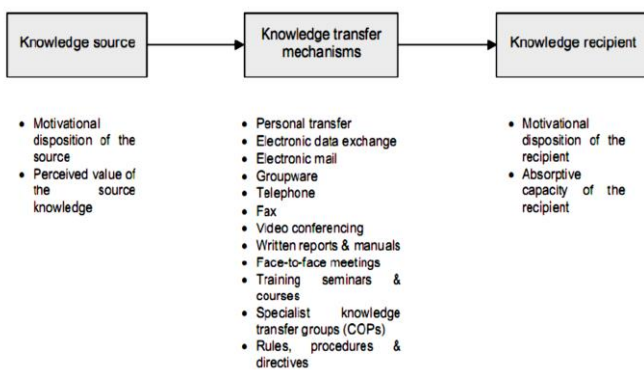 Knowledge source
Knowledge transfer
mechanisms
Knowledge recipient
• Motivational
disposition of the
source
• Perceived value of
the source
knowledge
• Personal transfer
• Electronic data exchange
• Electronic mail
• Groupware
• Telephone
• Fax
• Video conferencing
• Written reports & manuals
• Face-to-face meetings
• Training seminars &
courses
• Specialist knowledge
transfer groups (COPs)
• Rules, procedures &
directives
• Motivational
disposition of the
recipient
• Absorptive
capacity of the
recipient